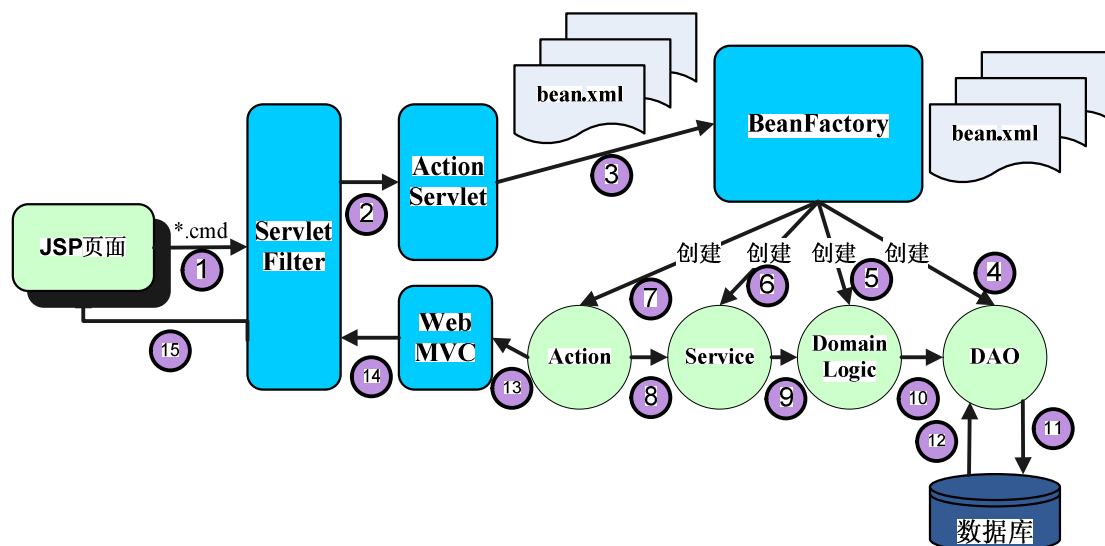 bean.xml
BeanFactory
bean.xml
Action
Servlet
3
2
*.cmd
JSP页面
1
Servlet
Filter
创建
创建
创建
创建
7
6
5
4
15
14
Web
MVC
13
Action
8
Service
9
Domain
Logic
10
DAO
12
11
数据库